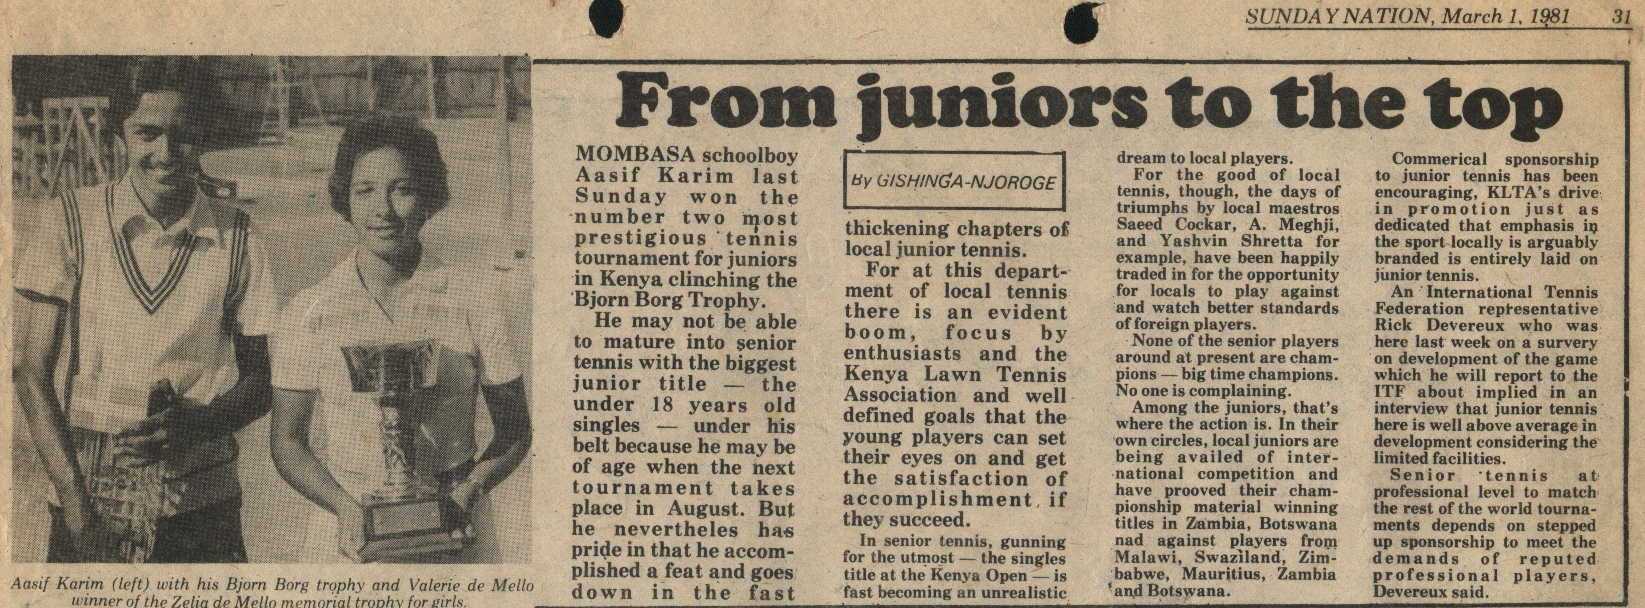 SUNDAY NATION, March 1, 1981 31
From juniors to the top
MOMBASA schoolboy
Aasif Karim last
Sunday won the
number two most
prestigious tennis
tournament for juniors
in Kenya clinching the
Bjorn Borg Trophy.
He may not be able
to mature into senior
tennis with the biggest
junior title — the
under 18 years old
singles — under his
belt because he may be
of age when the next
tournament takes
place in August. But
he nevertheles has
pride in that he accom-
plished a feat and goes
down in the fast
By GISHINGA-NJOROGE
thickening chapters of
local junior tennis.
For at this depart-
ment of local tennis
there is an evident
boom, focus by
enthusiasts and the
Kenya Lawn Tennis
Association and well
defined goals that the
young players can set
their eyes on and get
the satisfaction of
accomplishment if
they succeed.
In senior tennis, gunning
for the utmost — the singles
title at the Kenya Open — is
fast becoming an unrealistic
dream to local players.
For the good of local
tennis, though, the days of
triumphs by local maestros
Saeed Cockar, A. Meghji,
and Yashvin Shretta for
example, have been happily
traded in for the opportunity
for locals to play against
and watch better standards
of foreign players.
None of the senior players
around at present are cham-
pions — big time champions.
No one is complaining.
Among the juniors, that's
where the action is. In their
own circles, local juniors are
being availed of inter-
national competition and
have prooved their cham-
pionship material winning
titles in Zambia, Botswana
nad against players from
Malawi, Swaziland, Zim-
babwe, Mauritius, Zambia
and Botswana.
Commerical sponsorship
to junior tennis has been
encouraging, KLTA's drive
in promotion just as
dedicated that emphasis in
the sport locally is arguably
branded is entirely laid on
junior tennis.
An International Tennis
Federation representative
Rick Devereux who was
here last week on a survery
on development of the game
which he will report to the
ITF about implied in an
interview that junior tennis
here is well above average in
development considering the
limited facilities.
Senior tennis at
professional level to match
the rest of the world tourna-
ments depends on stepped
up sponsorship to meet the
demands of reputed
professional players,
Devereux said.
Aasif Karim (left) with his Bjorn Borg trophy and Valerie de Mello
winner of the Zelia de Mello memorial trophy for girls.